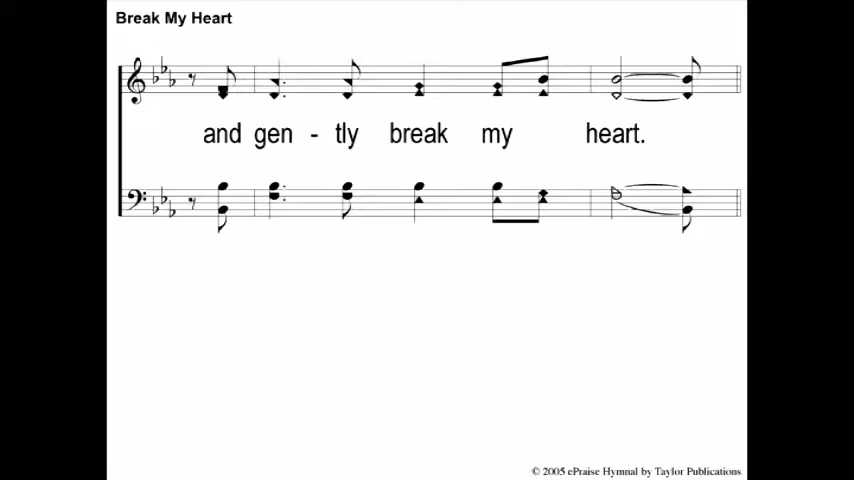 Break My Heart
and gen - tly break my heart.
© 2005 ePraise Hymnal by Taylor Publications